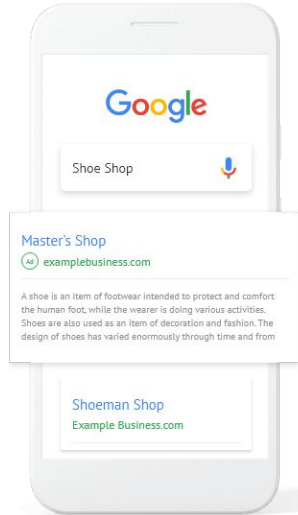 Google
Shoe Shop
Master's Shop
Ad examplebusiness.com
A shoe is an item of footwear intended to protect and comfort
the human foot, while the wearer is doing various activities.
Shoes are also used as an item of decoration and fashion. The
design of shoes has varied enormously through time and from
Shoeman Shop
Example Business.com